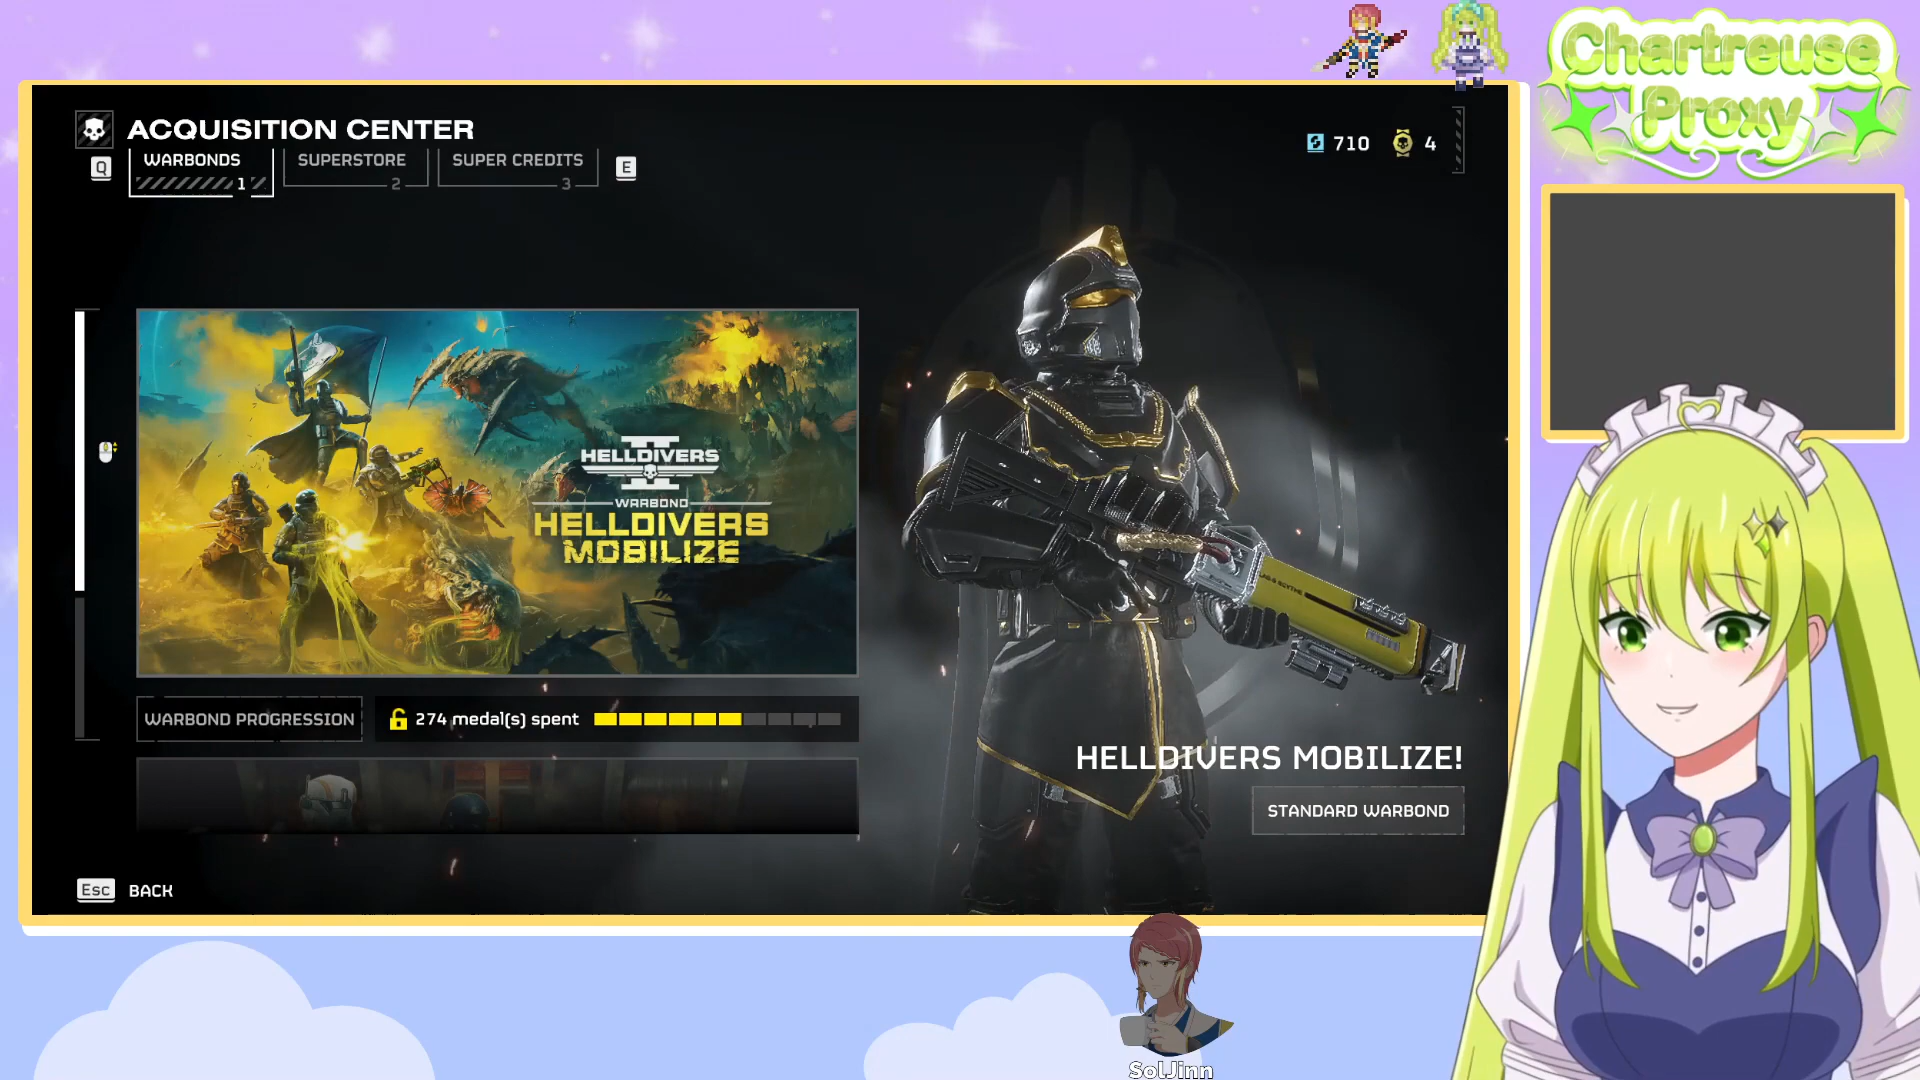 Chartreuse
Proxy
ACQUISITION CENTER
710
4
Q
WARBONDS
1
SUPERSTORE
2
SUPER CREDITS
3
E
HELLDIVERS
WARBOND
HELLDIVERS
MOBILIZE
WARBOND PROGRESSION
274 medal(s) spent
HELLDIVERS MOBILIZE!
STANDARD WARBOND
Esc
BACK
SolJinn